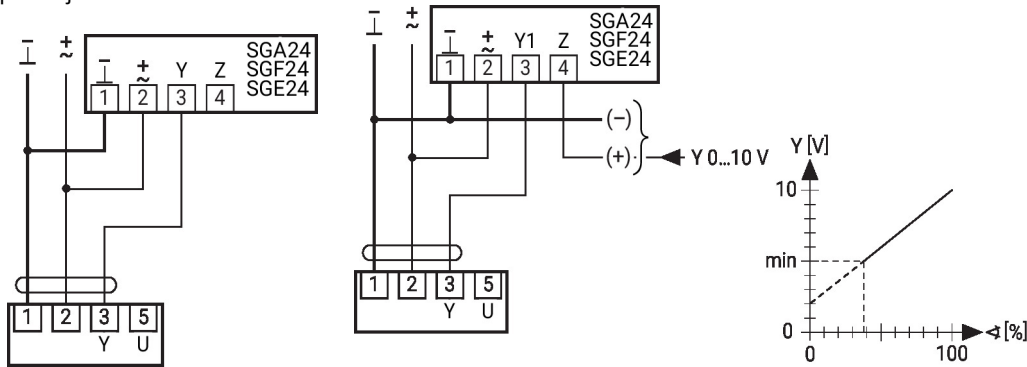 − +
⊥ ~
SGA24
SGF24
SGE24
− + Y Z
⊥ ~
1 2 3 4
1 2 3 5
Y U
− +
⊥ ~
SGA24
SGF24
SGE24
− + Y1 Z
⊥ ~
1 2 3 4
(−)
(+) Y 0...10 V
1 2 3 5
Y U
Y [V]
10
min
0
0 100
∢ [%]